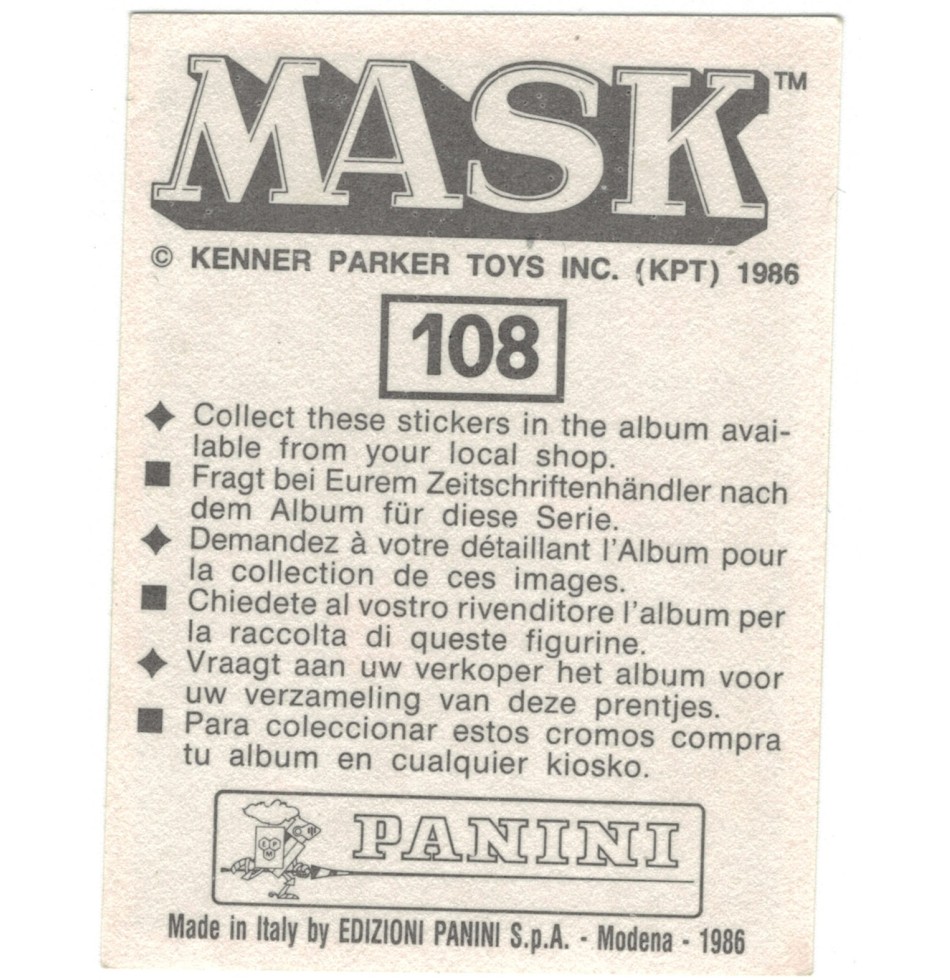 MASK™
© KENNER PARKER TOYS INC. (KPT) 1986
108
Collect these stickers in the album avai-
lable from your local shop.
Fragt bei Eurem Zeitschriftenhändler nach
dem Album für diese Serie.
Demandez à votre détaillant l'Album pour
la collection de ces images.
Chiedete al vostro rivenditore l'album per
la raccolta di queste figurine.
Vraagt aan uw verkoper het album voor
uw verzameling van deze prentjes.
Para coleccionar estos cromos compra
tu album en cualquier kiosko.
PANINI
Made in Italy by EDIZIONI PANINI S.p.A. - Modena - 1986